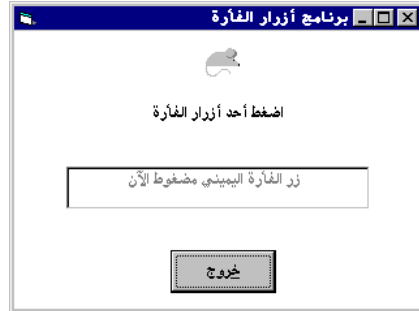 برنامج أزرار الفأرة
اضغط أحد أزرار الفأرة
زر الفأرة اليميني مضغوط الآن
خروج